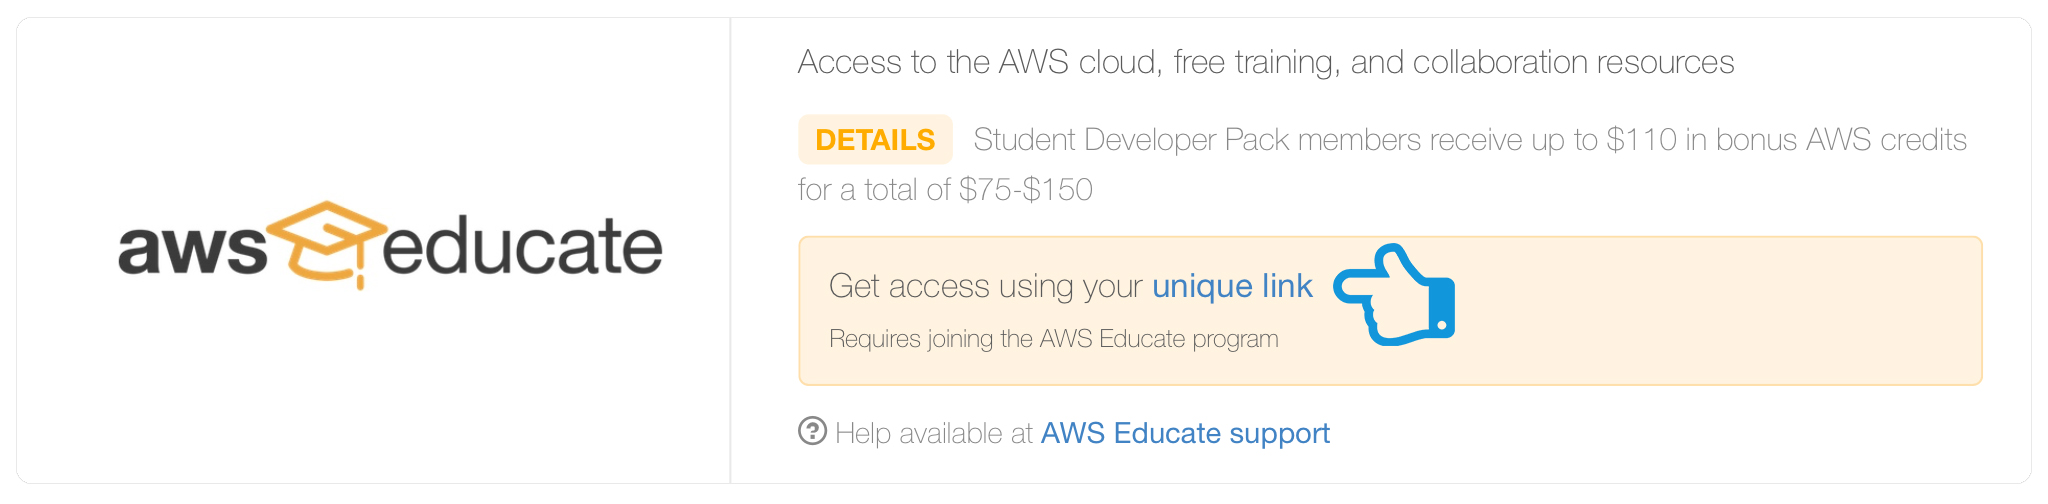 aws educate
Access to the AWS cloud, free training, and collaboration resources
DETAILS Student Developer Pack members receive up to $110 in bonus AWS credits
for a total of $75-$150
Get access using your unique link
Requires joining the AWS Educate program
? Help available at AWS Educate support